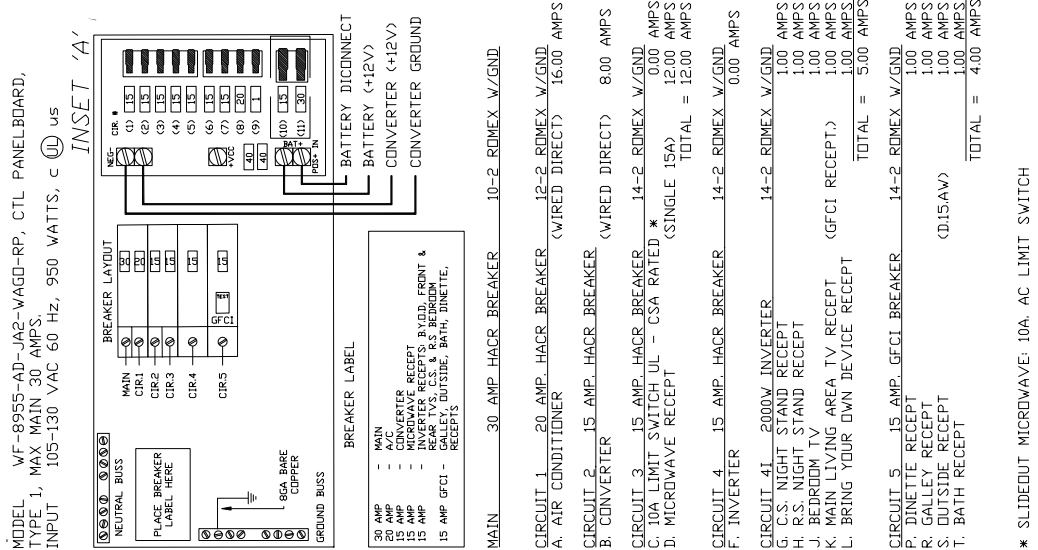 MODEL WF-8955-AD-JA2-WAGO-RP, CTL PANELBOARD,
TYPE 1, MAX MAIN 30 AMPS.
INPUT 105-130 VAC 60 Hz, 950 WATTS, c UL us
INSET 'A'
NEUTRAL BUSS
PLACE BREAKER
LABEL HERE
8GA BARE
COPPER
GROUND BUSS
BREAKER LAYOUT
MAIN 30
CIR.1 20
CIR.2 15
CIR.3 15
CIR.4 15
CIR.5 GFCI TEST 15
NEG-
CIR. #
(1) 15
(2) 15
(3) 15
(4) 15
(5) 15
(6) 15
(7) 15
(8) 20
(9) 1
(10) 15
(11) 30
+VCC
40
40
BAT+
POS+ IN
BATTERY DICONNECT
BATTERY (+12V)
CONVERTER (+12V)
CONVERTER GROUND
BREAKER LABEL
30 AMP - MAIN
20 AMP - A/C
15 AMP - CONVERTER
15 AMP - MICROWAVE RECEPT
15 AMP - INVERTER RECEPTS: B.Y.O.D, FRONT &
REAR TVS, C.S. & R.S BEDROOM
15 AMP GFCI - GALLEY, OUTSIDE, BATH, DINETTE,
RECEPTS
MAIN 30 AMP HACR BREAKER 10-2 ROMEX W/GND
CIRCUIT 1 20 AMP. HACR BREAKER 12-2 ROMEX W/GND
A. AIR CONDITIONER (WIRED DIRECT) 16.00 AMPS
CIRCUIT 2 15 AMP. HACR BREAKER
B. CONVERTER (WIRED DIRECT) 8.00 AMPS
CIRCUIT 3 15 AMP. HACR BREAKER 14-2 ROMEX W/GND
C. 10A LIMIT SWITCH UL - CSA RATED * 0.00 AMPS
D. MICROWAVE RECEPT (SINGLE 15A) 12.00 AMPS
TOTAL = 12.00 AMPS
CIRCUIT 4 15 AMP. HACR BREAKER 14-2 ROMEX W/GND
F. INVERTER 0.00 AMPS
CIRCUIT 4I 2000W INVERTER 14-2 ROMEX W/GND
G. C.S. NIGHT STAND RECEPT 1.00 AMPS
H. R.S. NIGHT STAND RECEPT 1.00 AMPS
J. BEDROOM TV 1.00 AMPS
K. MAIN LIVING AREA TV RECEPT (GFCI RECEPT.) 1.00 AMPS
L. BRING YOUR OWN DEVICE RECEPT 1.00 AMPS
TOTAL = 5.00 AMPS
CIRCUIT 5 15 AMP. GFCI BREAKER 14-2 ROMEX W/GND
P. DINETTE RECEPT 1.00 AMPS
R. GALLEY RECEPT 1.00 AMPS
S. OUTSIDE RECEPT (O.15.AW) 1.00 AMPS
T. BATH RECEPT 1.00 AMPS
TOTAL = 4.00 AMPS
* SLIDEOUT MICROWAVE: 10A. AC LIMIT SWITCH